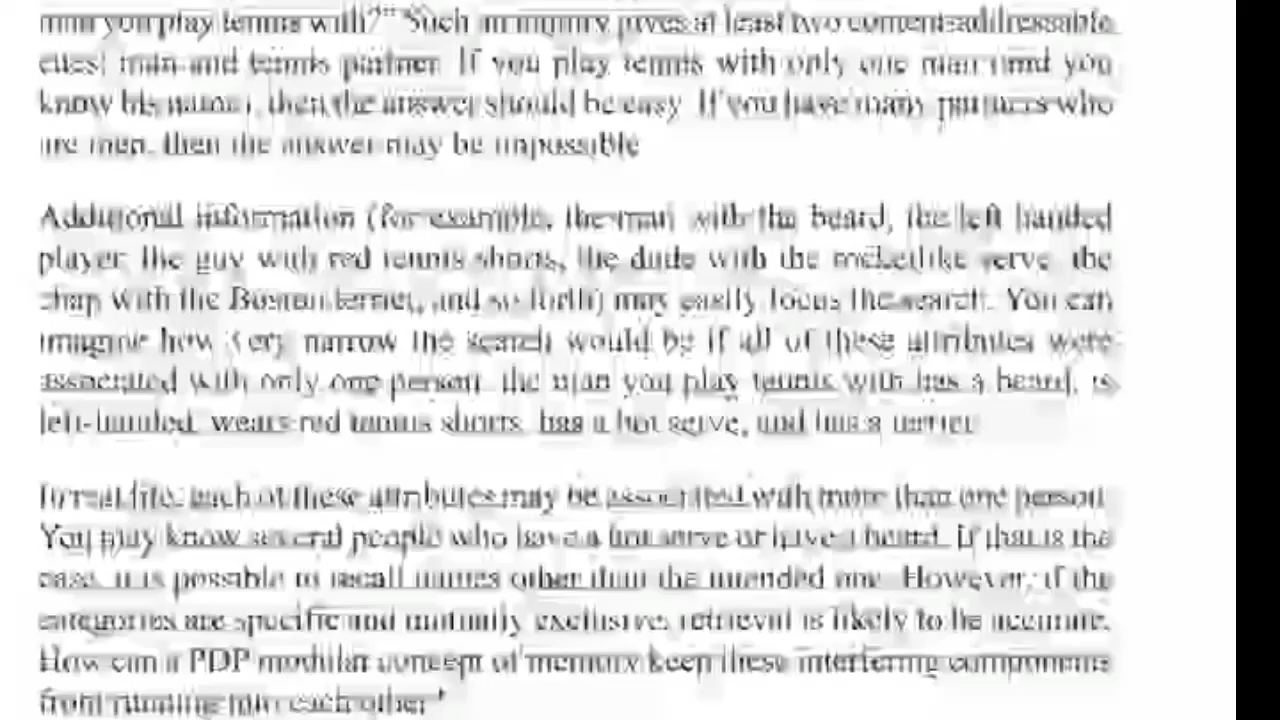 man you play tennis with?" Such an inquiry gives at least two content-addressable
cues: man and tennis partner. If you play tennis with only one man (and you
know his name), then the answer should be easy. If you have many partners who
are men, then the answer may be impossible.
Additional information (for example, the man with the beard, the left handed
player, the guy with red tennis shorts, the dude with the rocketlike serve, the
chap with the Boston terrier, and so forth) may easily focus the search. You can
imagine how very narrow the search would be if all of these attributes were
associated with only one person: the man you play tennis with has a beard, is
left-handed, wears red tennis shorts, has a hot serve, and has a terrier.
In real life, each of these attributes may be associated with more than one person.
You may know several people who have a hot serve or have a beard. If that is the
case, it is possible to recall names other than the intended one. However, if the
categories are specific and mutually exclusive, retrieval is likely to be accurate.
How can a PDP modular concept of memory keep these interfering components
from running into each other?